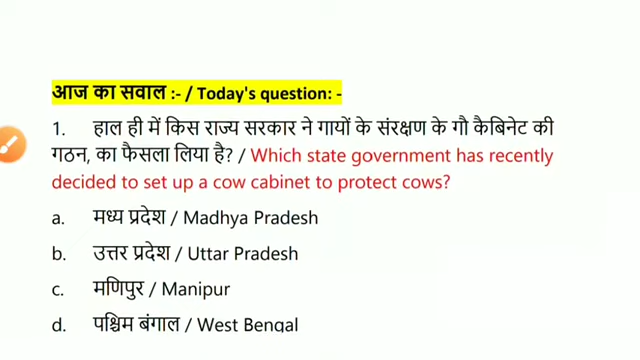 आज का सवाल :- / Today's question: -
1. हाल ही में किस राज्य सरकार ने गायों के संरक्षण के गौ कैबिनेट की
गठन, का फैसला लिया है? / Which state government has recently
decided to set up a cow cabinet to protect cows?
a. मध्य प्रदेश / Madhya Pradesh
b. उत्तर प्रदेश / Uttar Pradesh
c. मणिपुर / Manipur
d. पश्चिम बंगाल / West Bengal